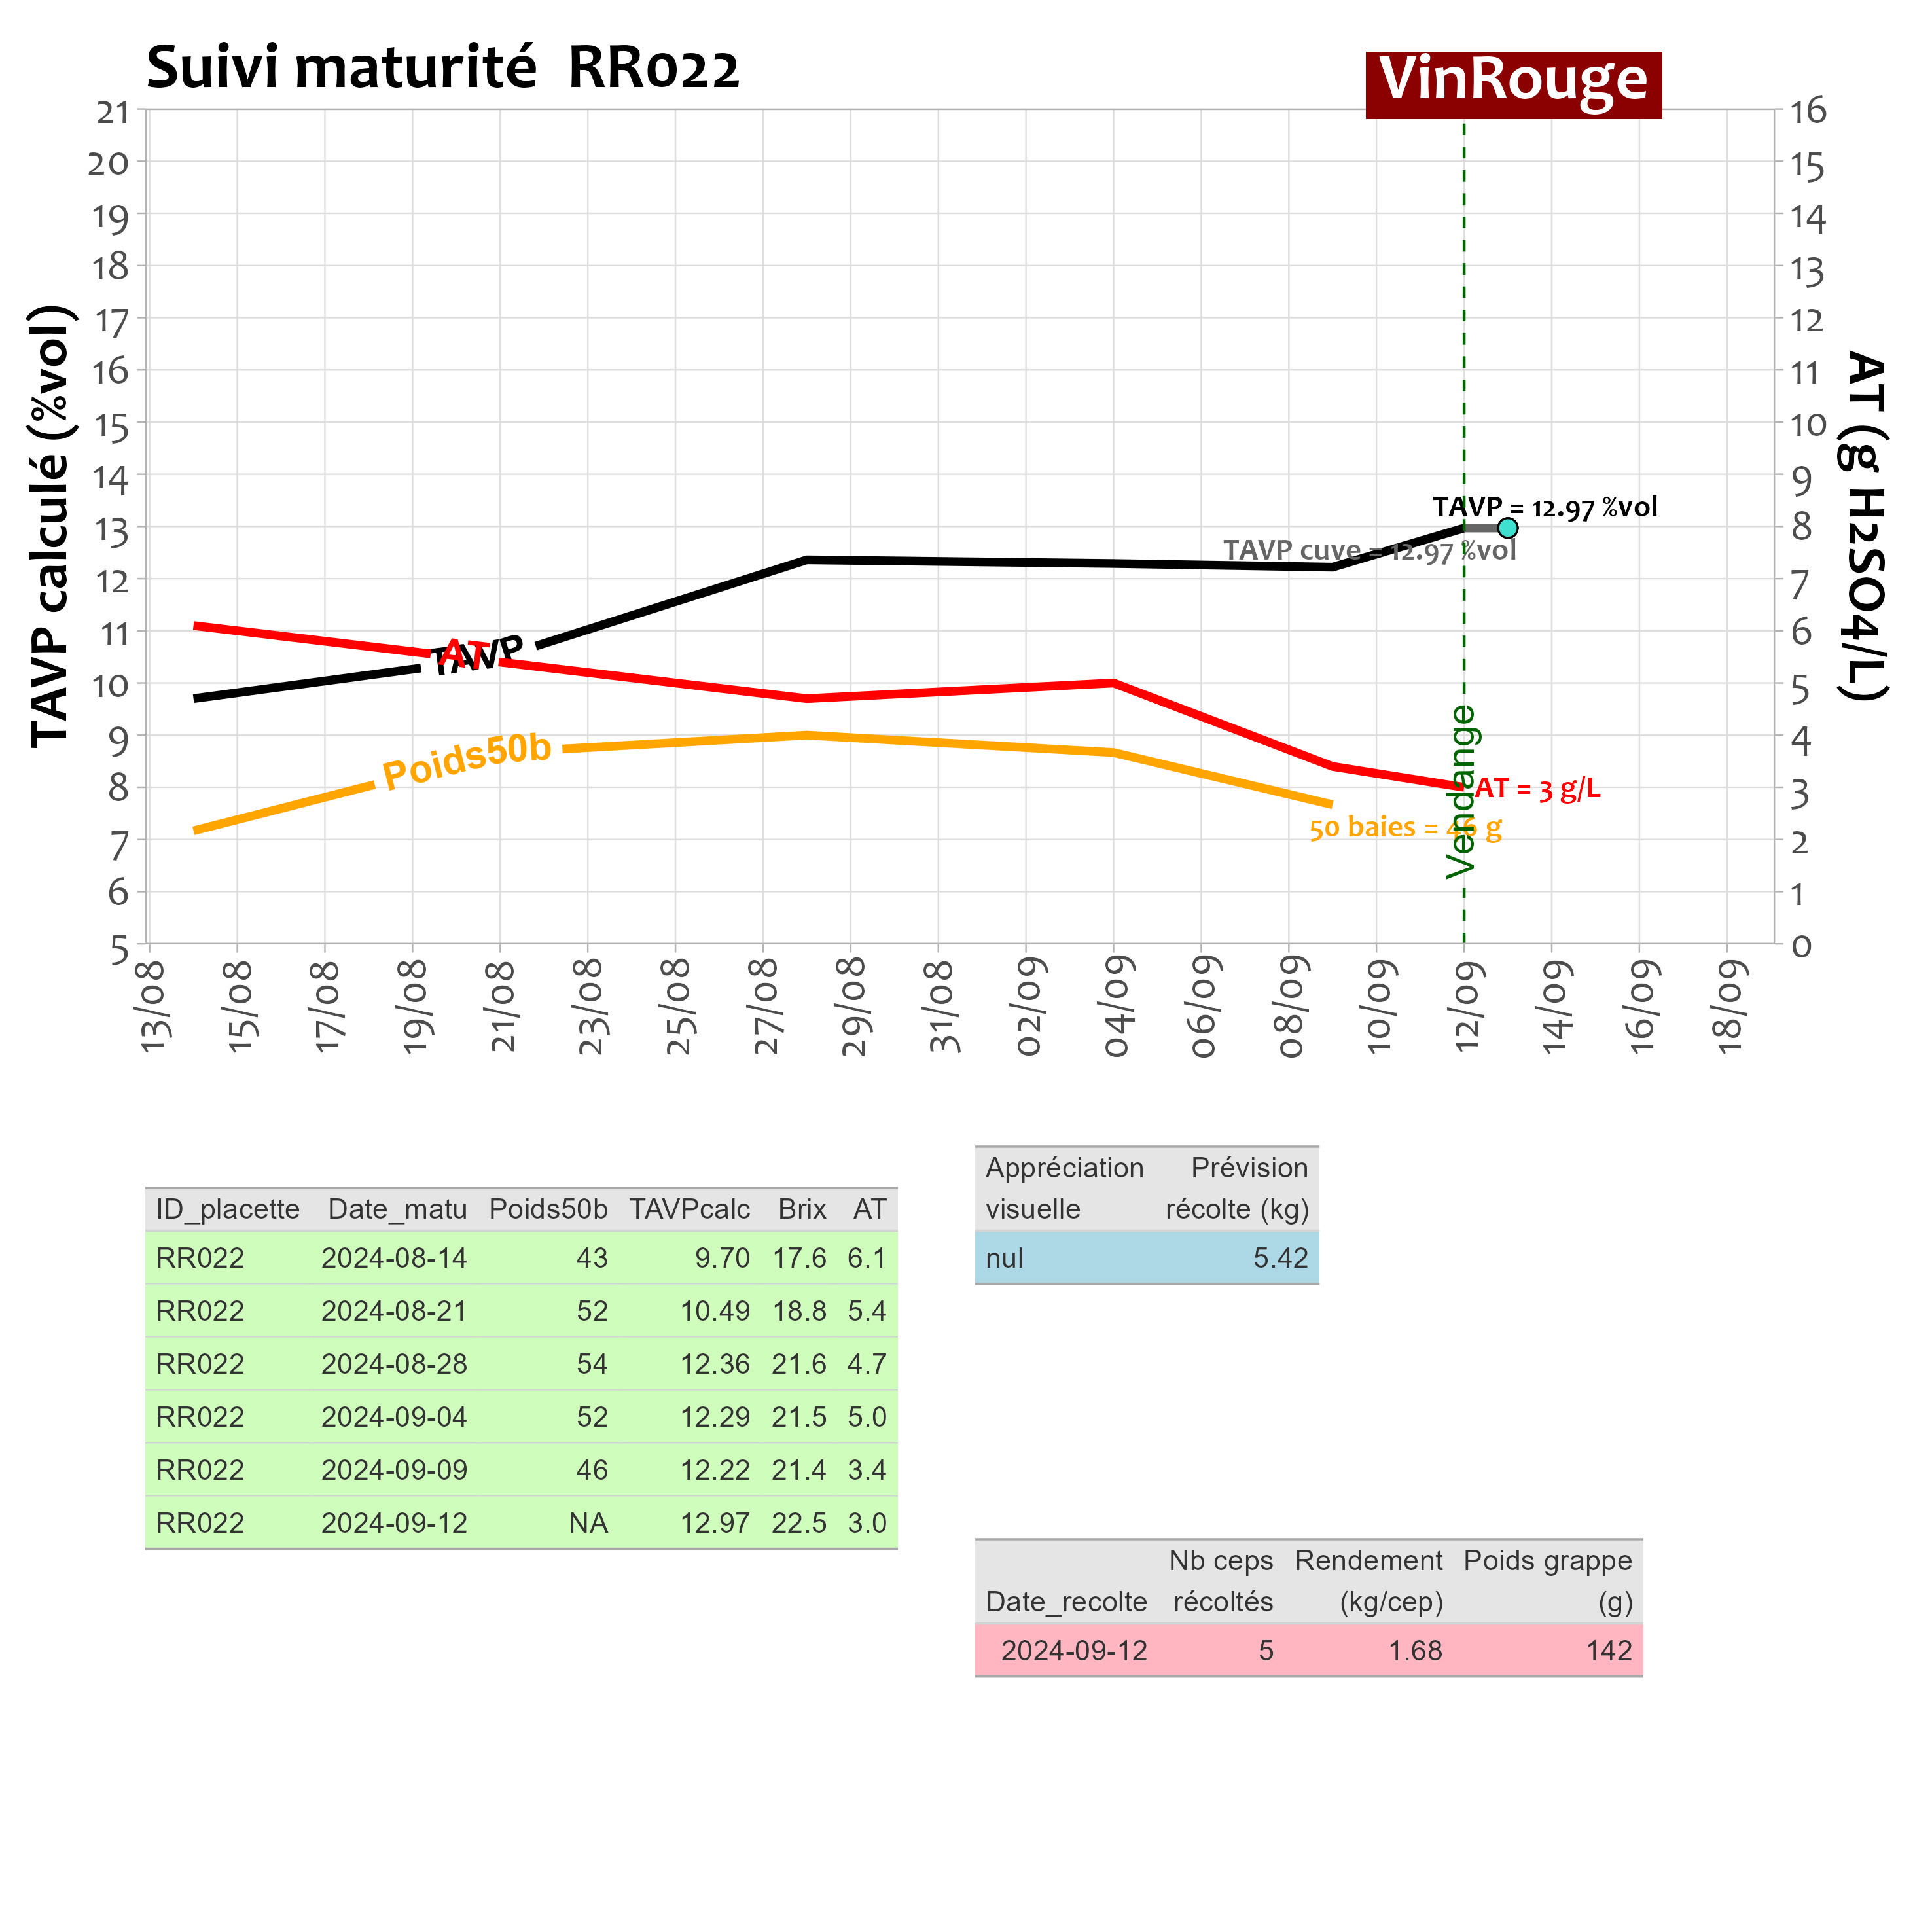 Suivi maturité RR022
VinRouge
TAVP calculé (%vol)
21
20
19
18
17
16
15
14
13
12
11
10
9
8
7
6
5
AT (g H2SO4/L)
16
15
14
13
12
11
10
9
8
7
6
5
4
3
2
1
0
TAVP = 12.97 %vol
TAVP cuve = 12.97 %vol
TAVP
AT
Poids50b
AT = 3 g/L
50 baies = 46 g
Vendange
13/08
15/08
17/08
19/08
21/08
23/08
25/08
27/08
29/08
31/08
02/09
04/09
06/09
08/09
10/09
12/09
14/09
16/09
18/09
ID_placette Date_matu Poids50b TAVPcalc Brix AT
RR022 2024-08-14 43 9.70 17.6 6.1
RR022 2024-08-21 52 10.49 18.8 5.4
RR022 2024-08-28 54 12.36 21.6 4.7
RR022 2024-09-04 52 12.29 21.5 5.0
RR022 2024-09-09 46 12.22 21.4 3.4
RR022 2024-09-12 NA 12.97 22.5 3.0
Appréciation Prévision
visuelle récolte (kg)
nul 5.42
Nb ceps Rendement Poids grappe
Date_recolte récoltés (kg/cep) (g)
2024-09-12 5 1.68 142